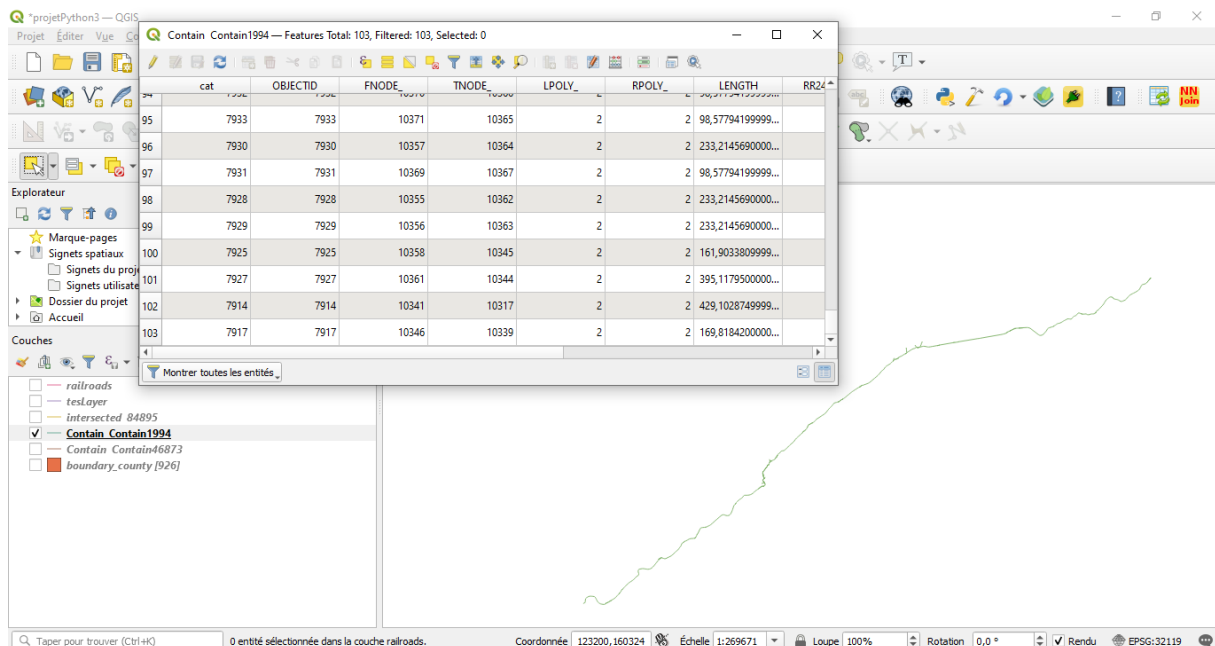 *projetPython3 — QGIS
Projet Éditer Vue Co
Contain Contain1994 — Features Total: 103, Filtered: 103, Selected: 0
cat OBJECTID FNODE_ TNODE_ LPOLY_ RPOLY_ LENGTH RR24
95 7933 7933 10371 10365 2 2 98,57794199999...
96 7930 7930 10357 10364 2 2 233,2145690000...
97 7931 7931 10369 10367 2 2 98,57794199999...
98 7928 7928 10355 10362 2 2 233,2145690000...
99 7929 7929 10356 10363 2 2 233,2145690000...
100 7925 7925 10358 10345 2 2 161,9033809999...
101 7927 7927 10361 10344 2 2 395,1179500000...
102 7914 7914 10341 10317 2 2 429,1028749999...
103 7917 7917 10346 10339 2 2 169,8184200000...
Montrer toutes les entités
T
NN
Join
Explorateur
Marque-pages
Signets spatiaux
Signets du proje
Signets utilisate
Dossier du projet
Accueil
Couches
railroads
tesLayer
intersected 84895
Contain Contain1994
Contain Contain46873
boundary_county [926]
Taper pour trouver (Ctrl+K)
0 entité sélectionnée dans la couche railroads.
Coordonnée 123200,160324
Échelle 1:269671
Loupe 100%
Rotation 0,0 °
Rendu
EPSG:32119